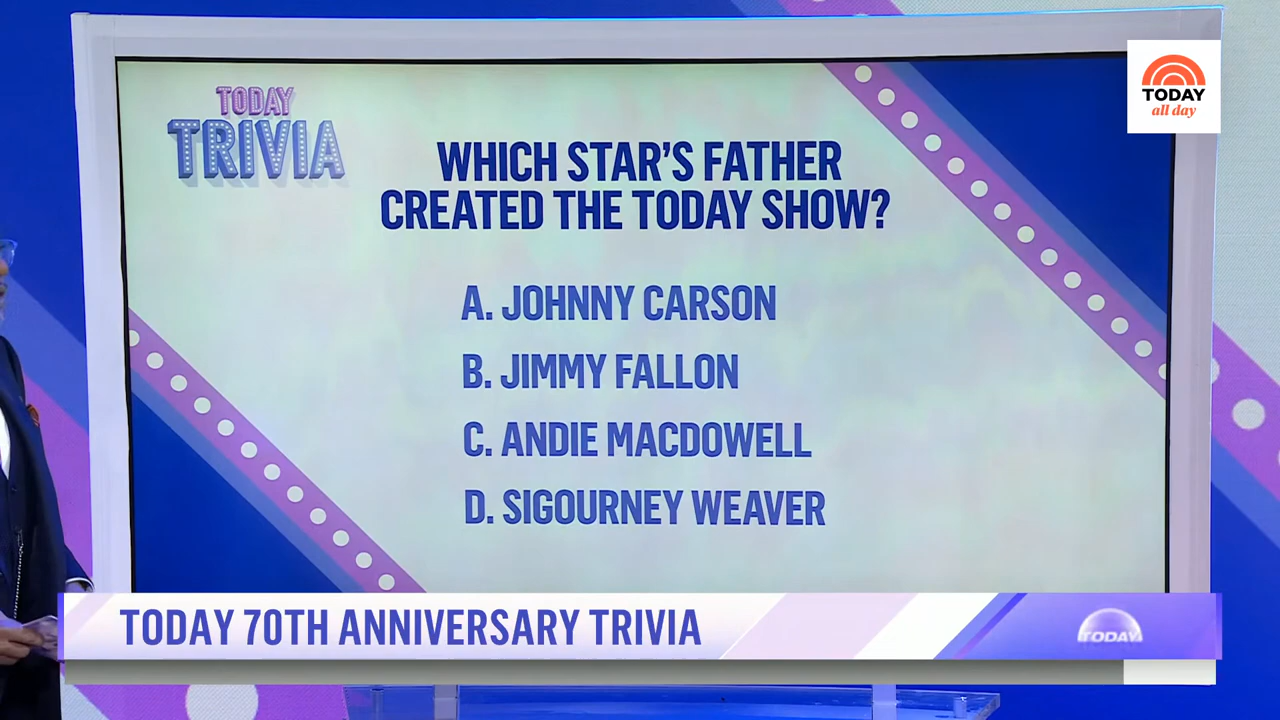 TODAY
all day
TODAY
TRIVIA
WHICH STAR'S FATHER
CREATED THE TODAY SHOW?
A. JOHNNY CARSON
B. JIMMY FALLON
C. ANDIE MACDOWELL
D. SIGOURNEY WEAVER
TODAY 70TH ANNIVERSARY TRIVIA
TODAY